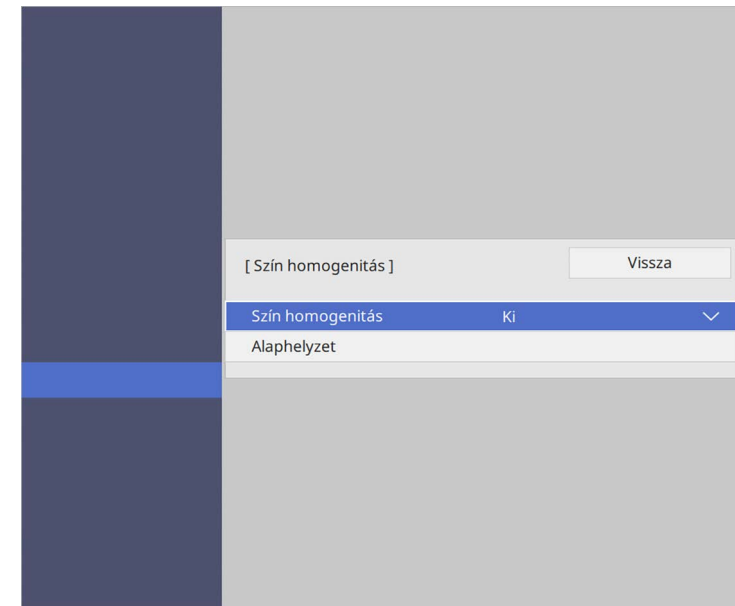 [ Szín homogenitás ]
Vissza
Szín homogenitás Ki
Alaphelyzet